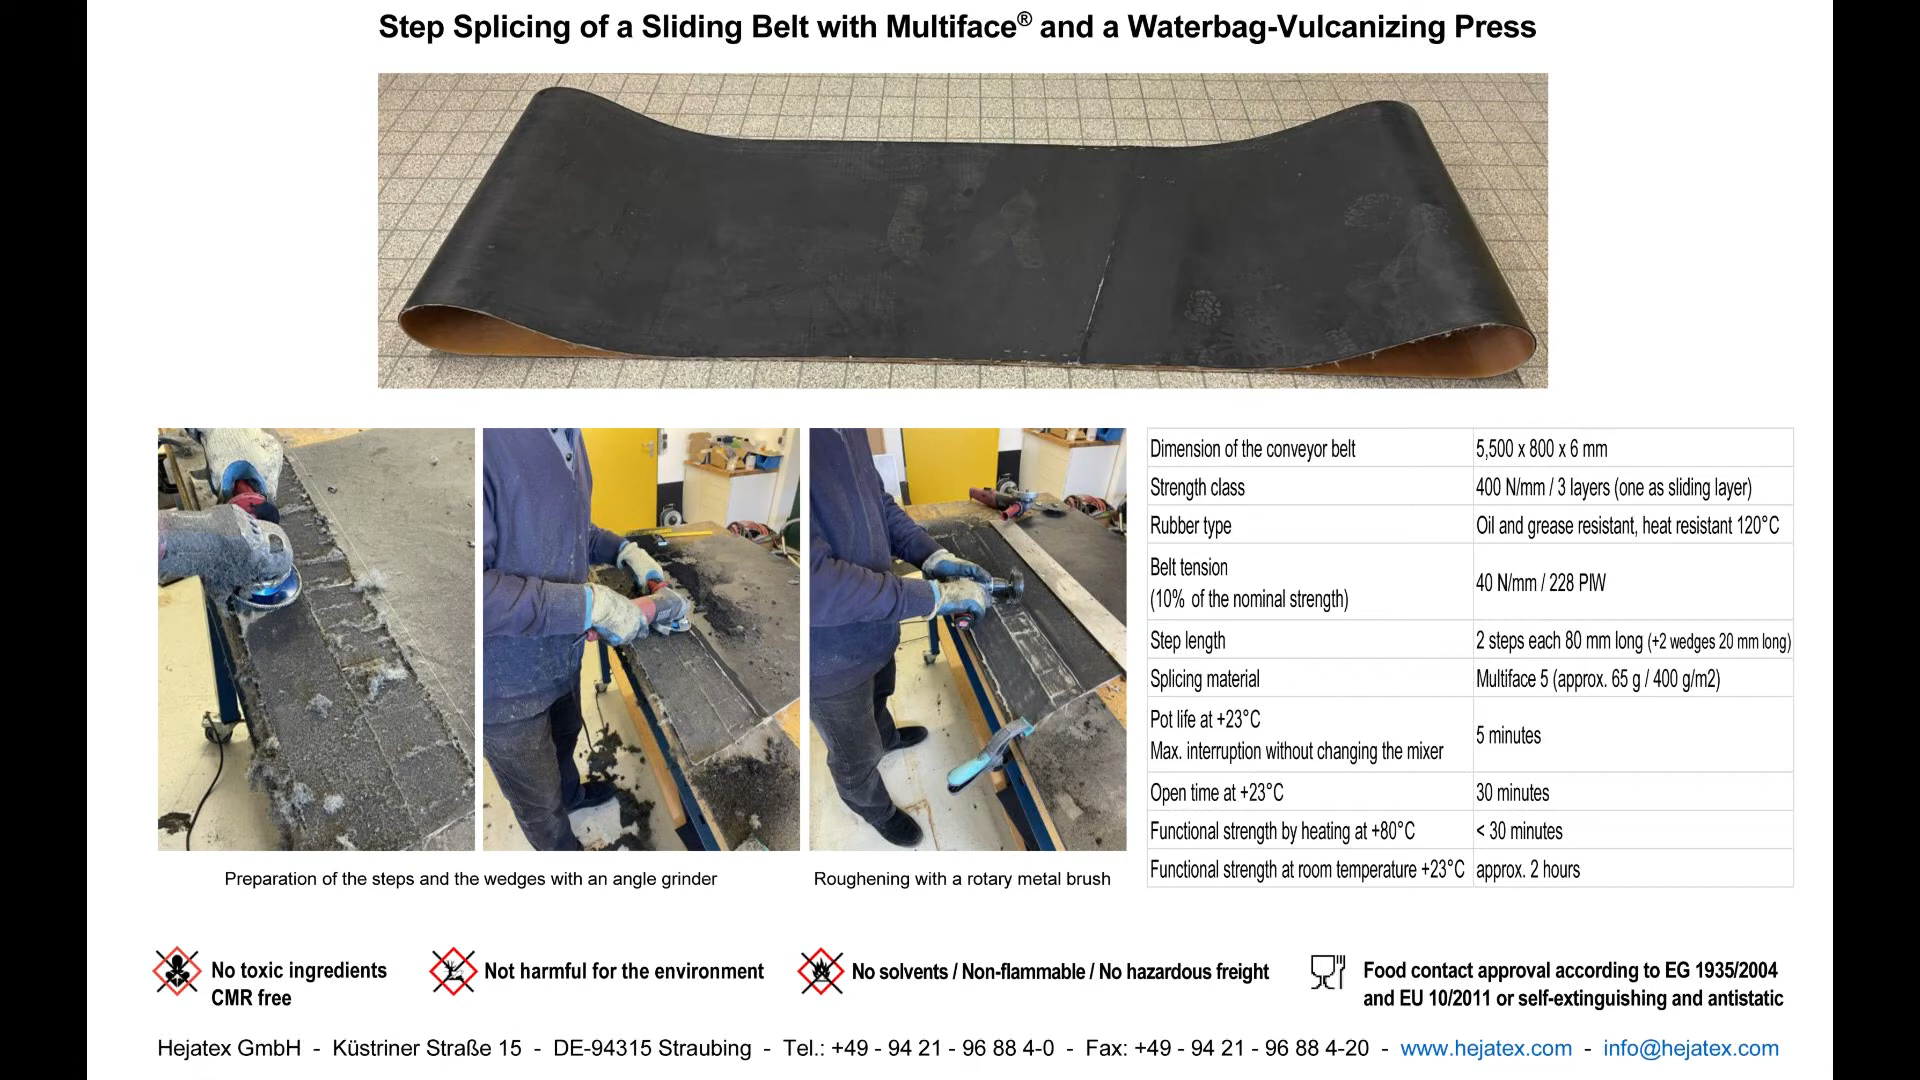 Step Splicing of a Sliding Belt with Multiface® and a Waterbag-Vulcanizing Press
Dimension of the conveyor belt 5,500 x 800 x 6 mm
Strength class 400 N/mm / 3 layers (one as sliding layer)
Rubber type Oil and grease resistant, heat resistant 120°C
Belt tension
(10% of the nominal strength) 40 N/mm / 228 PIW
Step length 2 steps each 80 mm long (+2 wedges 20 mm long)
Splicing material Multiface 5 (approx. 65 g / 400 g/m2)
Pot life at +23°C
Max. interruption without changing the mixer 5 minutes
Open time at +23°C 30 minutes
Functional strength by heating at +80°C < 30 minutes
Functional strength at room temperature +23°C approx. 2 hours
Preparation of the steps and the wedges with an angle grinder
Roughening with a rotary metal brush
No toxic ingredients
CMR free
Not harmful for the environment
No solvents / Non-flammable / No hazardous freight
Food contact approval according to EG 1935/2004
and EU 10/2011 or self-extinguishing and antistatic
Hejatex GmbH - Küstriner Straße 15 - DE-94315 Straubing - Tel.: +49 - 94 21 - 96 88 4-0 - Fax: +49 - 94 21 - 96 88 4-20 - www.hejatex.com - info@hejatex.com